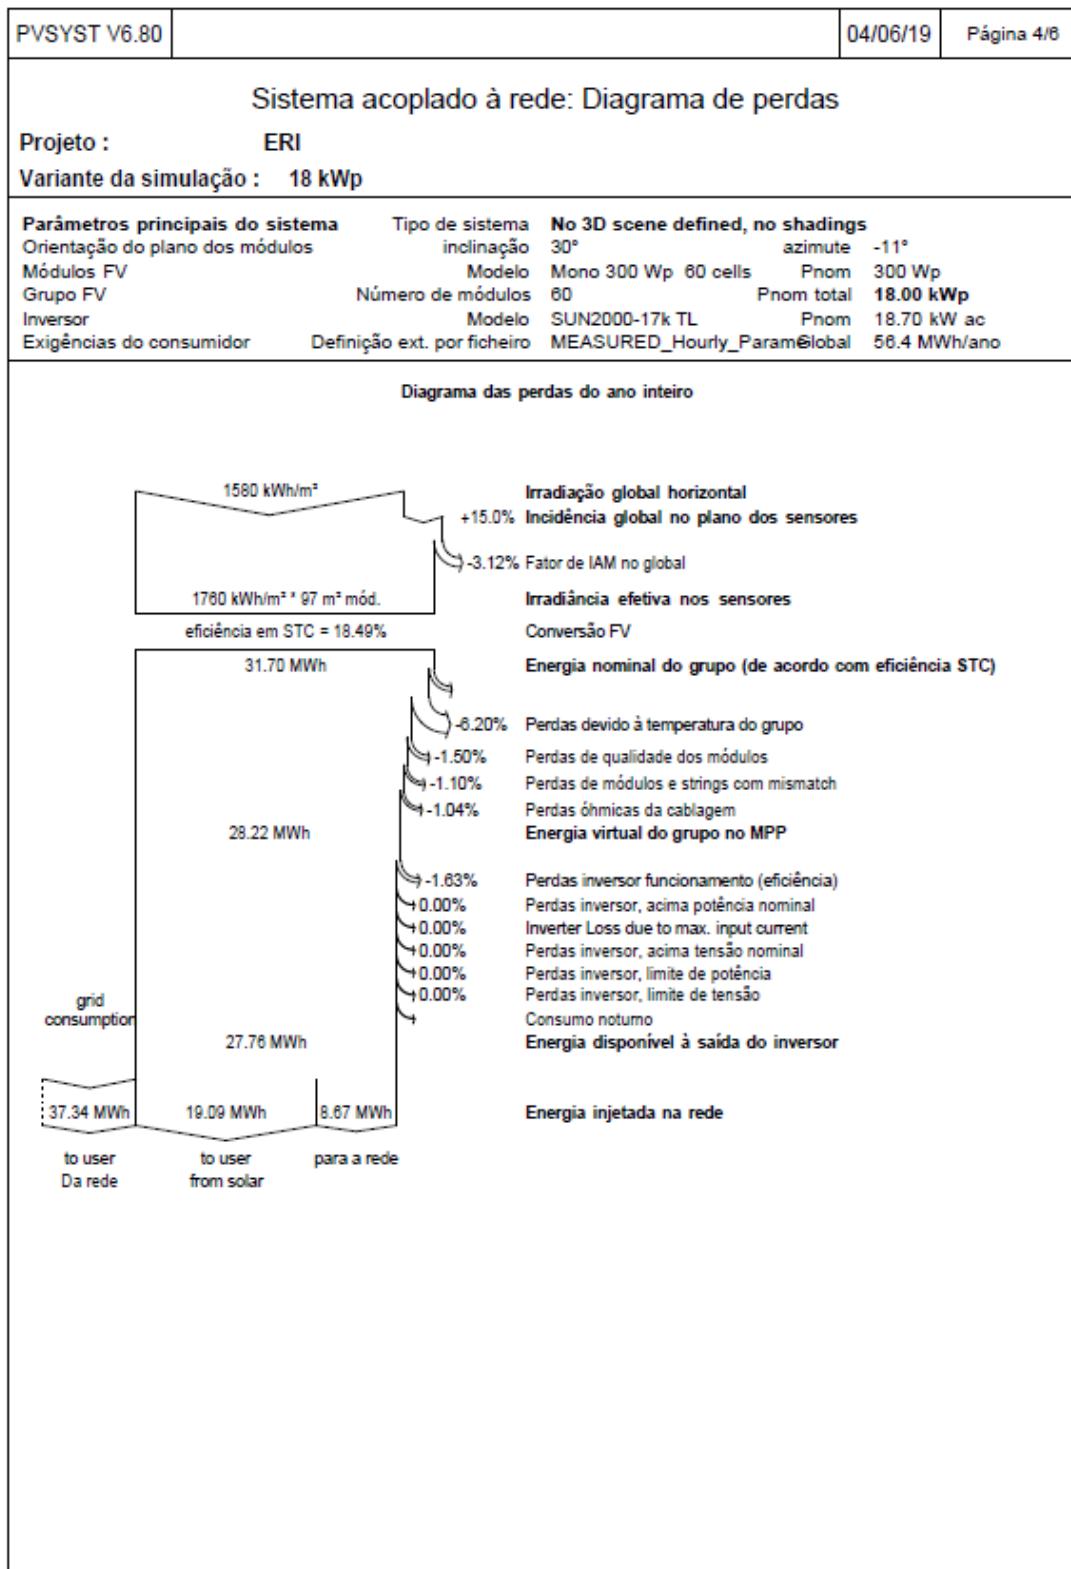 PVSYST V6.80 04/06/19 Página 4/6
Sistema acoplado à rede: Diagrama de perdas
Projeto : ERI
Variante da simulação : 18 kWp
Parâmetros principais do sistema Tipo de sistema No 3D scene defined, no shadings
Orientação do plano dos módulos inclinação 30° azimute -11°
Módulos FV Modelo Mono 300 Wp 60 cells Pnom 300 Wp
Grupo FV Número de módulos 60 Pnom total 18.00 kWp
Inversor Modelo SUN2000-17k TL Pnom 18.70 kW ac
Exigências do consumidor Definição ext. por ficheiro MEASURED_Hourly_Parame Global 56.4 MWh/ano
Diagrama das perdas do ano inteiro
1580 kWh/m² Irradiação global horizontal
+15.0% Incidência global no plano dos sensores
-3.12% Fator de IAM no global
1760 kWh/m² * 97 m² mód. Irradiância efetiva nos sensores
eficiência em STC = 18.49% Conversão FV
31.70 MWh Energia nominal do grupo (de acordo com eficiência STC)
-6.20% Perdas devido à temperatura do grupo
-1.50% Perdas de qualidade dos módulos
-1.10% Perdas de módulos e strings com mismatch
-1.04% Perdas óhmicas da cablagem
28.22 MWh Energia virtual do grupo no MPP
-1.63% Perdas inversor funcionamento (eficiência)
0.00% Perdas inversor, acima potência nominal
0.00% Inverter Loss due to max. input current
0.00% Perdas inversor, acima tensão nominal
0.00% Perdas inversor, limite de potência
0.00% Perdas inversor, limite de tensão
grid
consumption Consumo noturno
27.76 MWh Energia disponível à saída do inversor
37.34 MWh 19.09 MWh 8.67 MWh Energia injetada na rede
to user to user para a rede
Da rede from solar